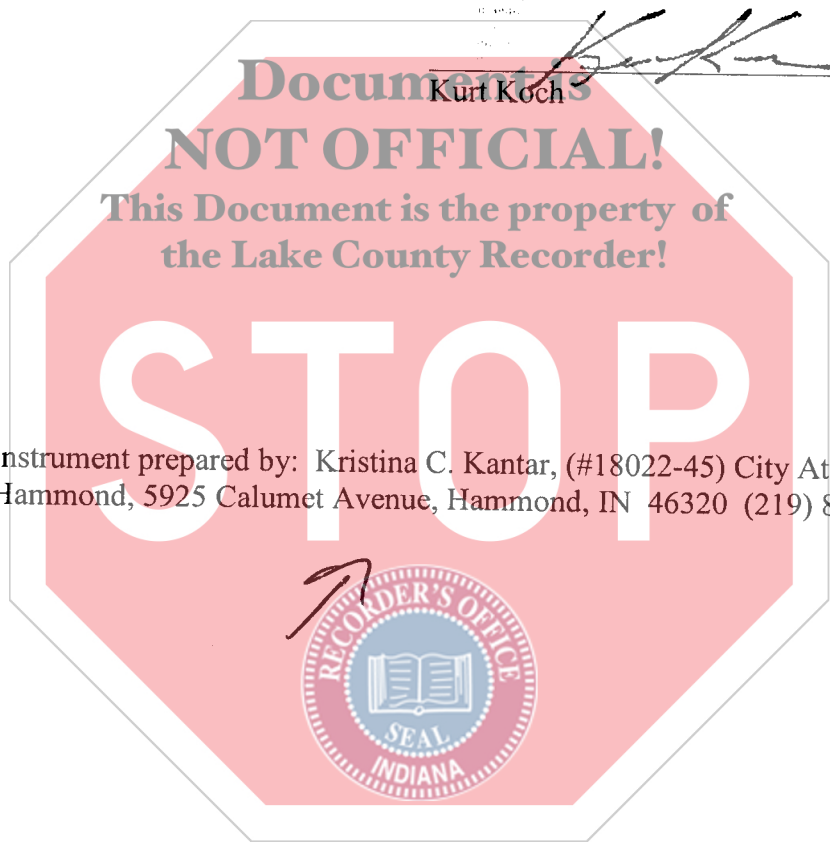 Document is
Kurt Koch
NOT OFFICIAL!
This Document is the property of
the Lake County Recorder!
STOP
nstrument prepared by: Kristina C. Kantar, (#18022-45) City At
Hammond, 5925 Calumet Avenue, Hammond, IN 46320 (219) 8
RECORDER'S OFFICE
SEAL
INDIANA